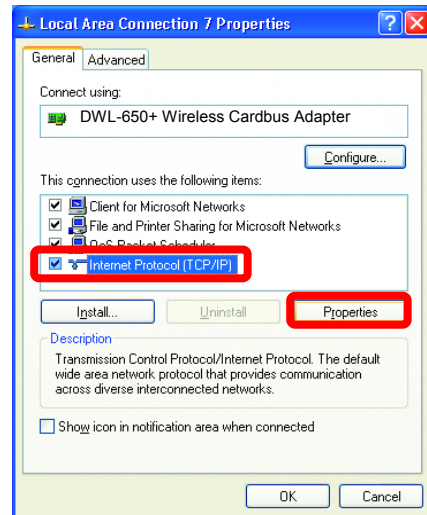 Local Area Connection 7 Properties
General Advanced
Connect using:
DWL-650+ Wireless Cardbus Adapter
Configure...
This connection uses the following items:
Client for Microsoft Networks
File and Printer Sharing for Microsoft Networks
QoS Packet Scheduler
Internet Protocol (TCP/IP)
Install... Uninstall Properties
Description
Transmission Control Protocol/Internet Protocol. The default
wide area network protocol that provides communication
across diverse interconnected networks.
Show icon in notification area when connected
OK Cancel